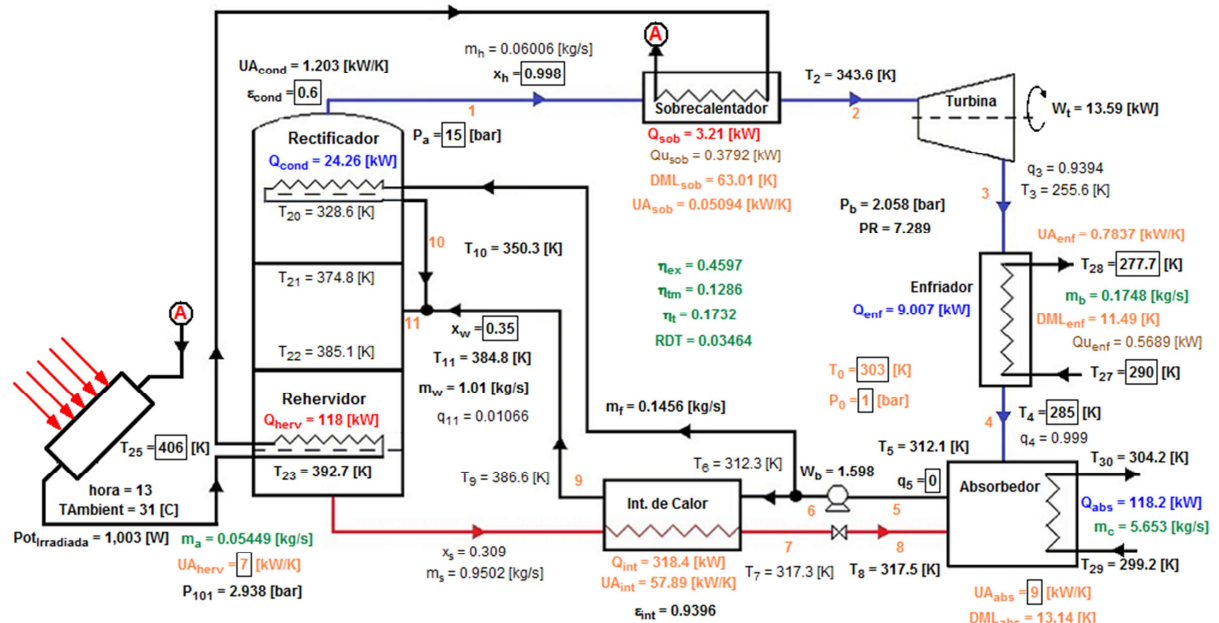 m_h = 0.06006 [kg/s]
x_h = 0.998
UA_cond = 1.203 [kW/K]
ε_cond = 0.6
1
P_a = 15 [bar]
A
Sobrecalentador
Q_sob = 3.21 [kW]
Qu_sob = 0.3792 [kW]
DML_sob = 63.01 [K]
UA_sob = 0.05094 [kW/K]
T_2 = 343.6 [K]
2
Turbina
W_t = 13.59 [kW]
q_3 = 0.9394
T_3 = 255.6 [K]
3
P_b = 2.058 [bar]
PR = 7.289
Rectificador
Q_cond = 24.26 [kW]
T_20 = 328.6 [K]
10
T_10 = 350.3 [K]
T_21 = 374.8 [K]
11
x_w = 0.35
T_22 = 385.1 [K]
T_11 = 384.8 [K]
m_w = 1.01 [kg/s]
q_11 = 0.01066
η_ex = 0.4597
η_tm = 0.1286
η_t = 0.1732
RDT = 0.03464
UA_enf = 0.7837 [kW/K]
Enfriador
T_28 = 277.7 [K]
Q_enf = 9.007 [kW]
m_b = 0.1748 [kg/s]
DML_enf = 11.49 [K]
Qu_enf = 0.5689 [kW]
T_27 = 290 [K]
T_0 = 303 [K]
P_0 = 1 [bar]
4
T_4 = 285 [K]
q_4 = 0.999
A
Rehervidor
Q_herv = 118 [kW]
T_25 = 406 [K]
T_23 = 392.7 [K]
hora = 13
TAmbient = 31 [C]
Pot_Irradiada = 1,003 [W]
m_a = 0.05449 [kg/s]
UA_herv = 7 [kW/K]
P_101 = 2.938 [bar]
m_f = 0.1456 [kg/s]
T_9 = 386.6 [K]
9
T_6 = 312.3 [K]
W_b = 1.598
6
T_5 = 312.1 [K]
q_5 = 0
5
Int. de Calor
7
8
x_s = 0.309
m_s = 0.9502 [kg/s]
Q_int = 318.4 [kW]
UA_int = 57.89 [kW/K]
ε_int = 0.9396
T_7 = 317.3 [K]
T_8 = 317.5 [K]
Absorbedor
T_30 = 304.2 [K]
Q_abs = 118.2 [kW]
m_c = 5.653 [kg/s]
T_29 = 299.2 [K]
UA_abs = 9 [kW/K]
DML_abs = 13.14 [K]